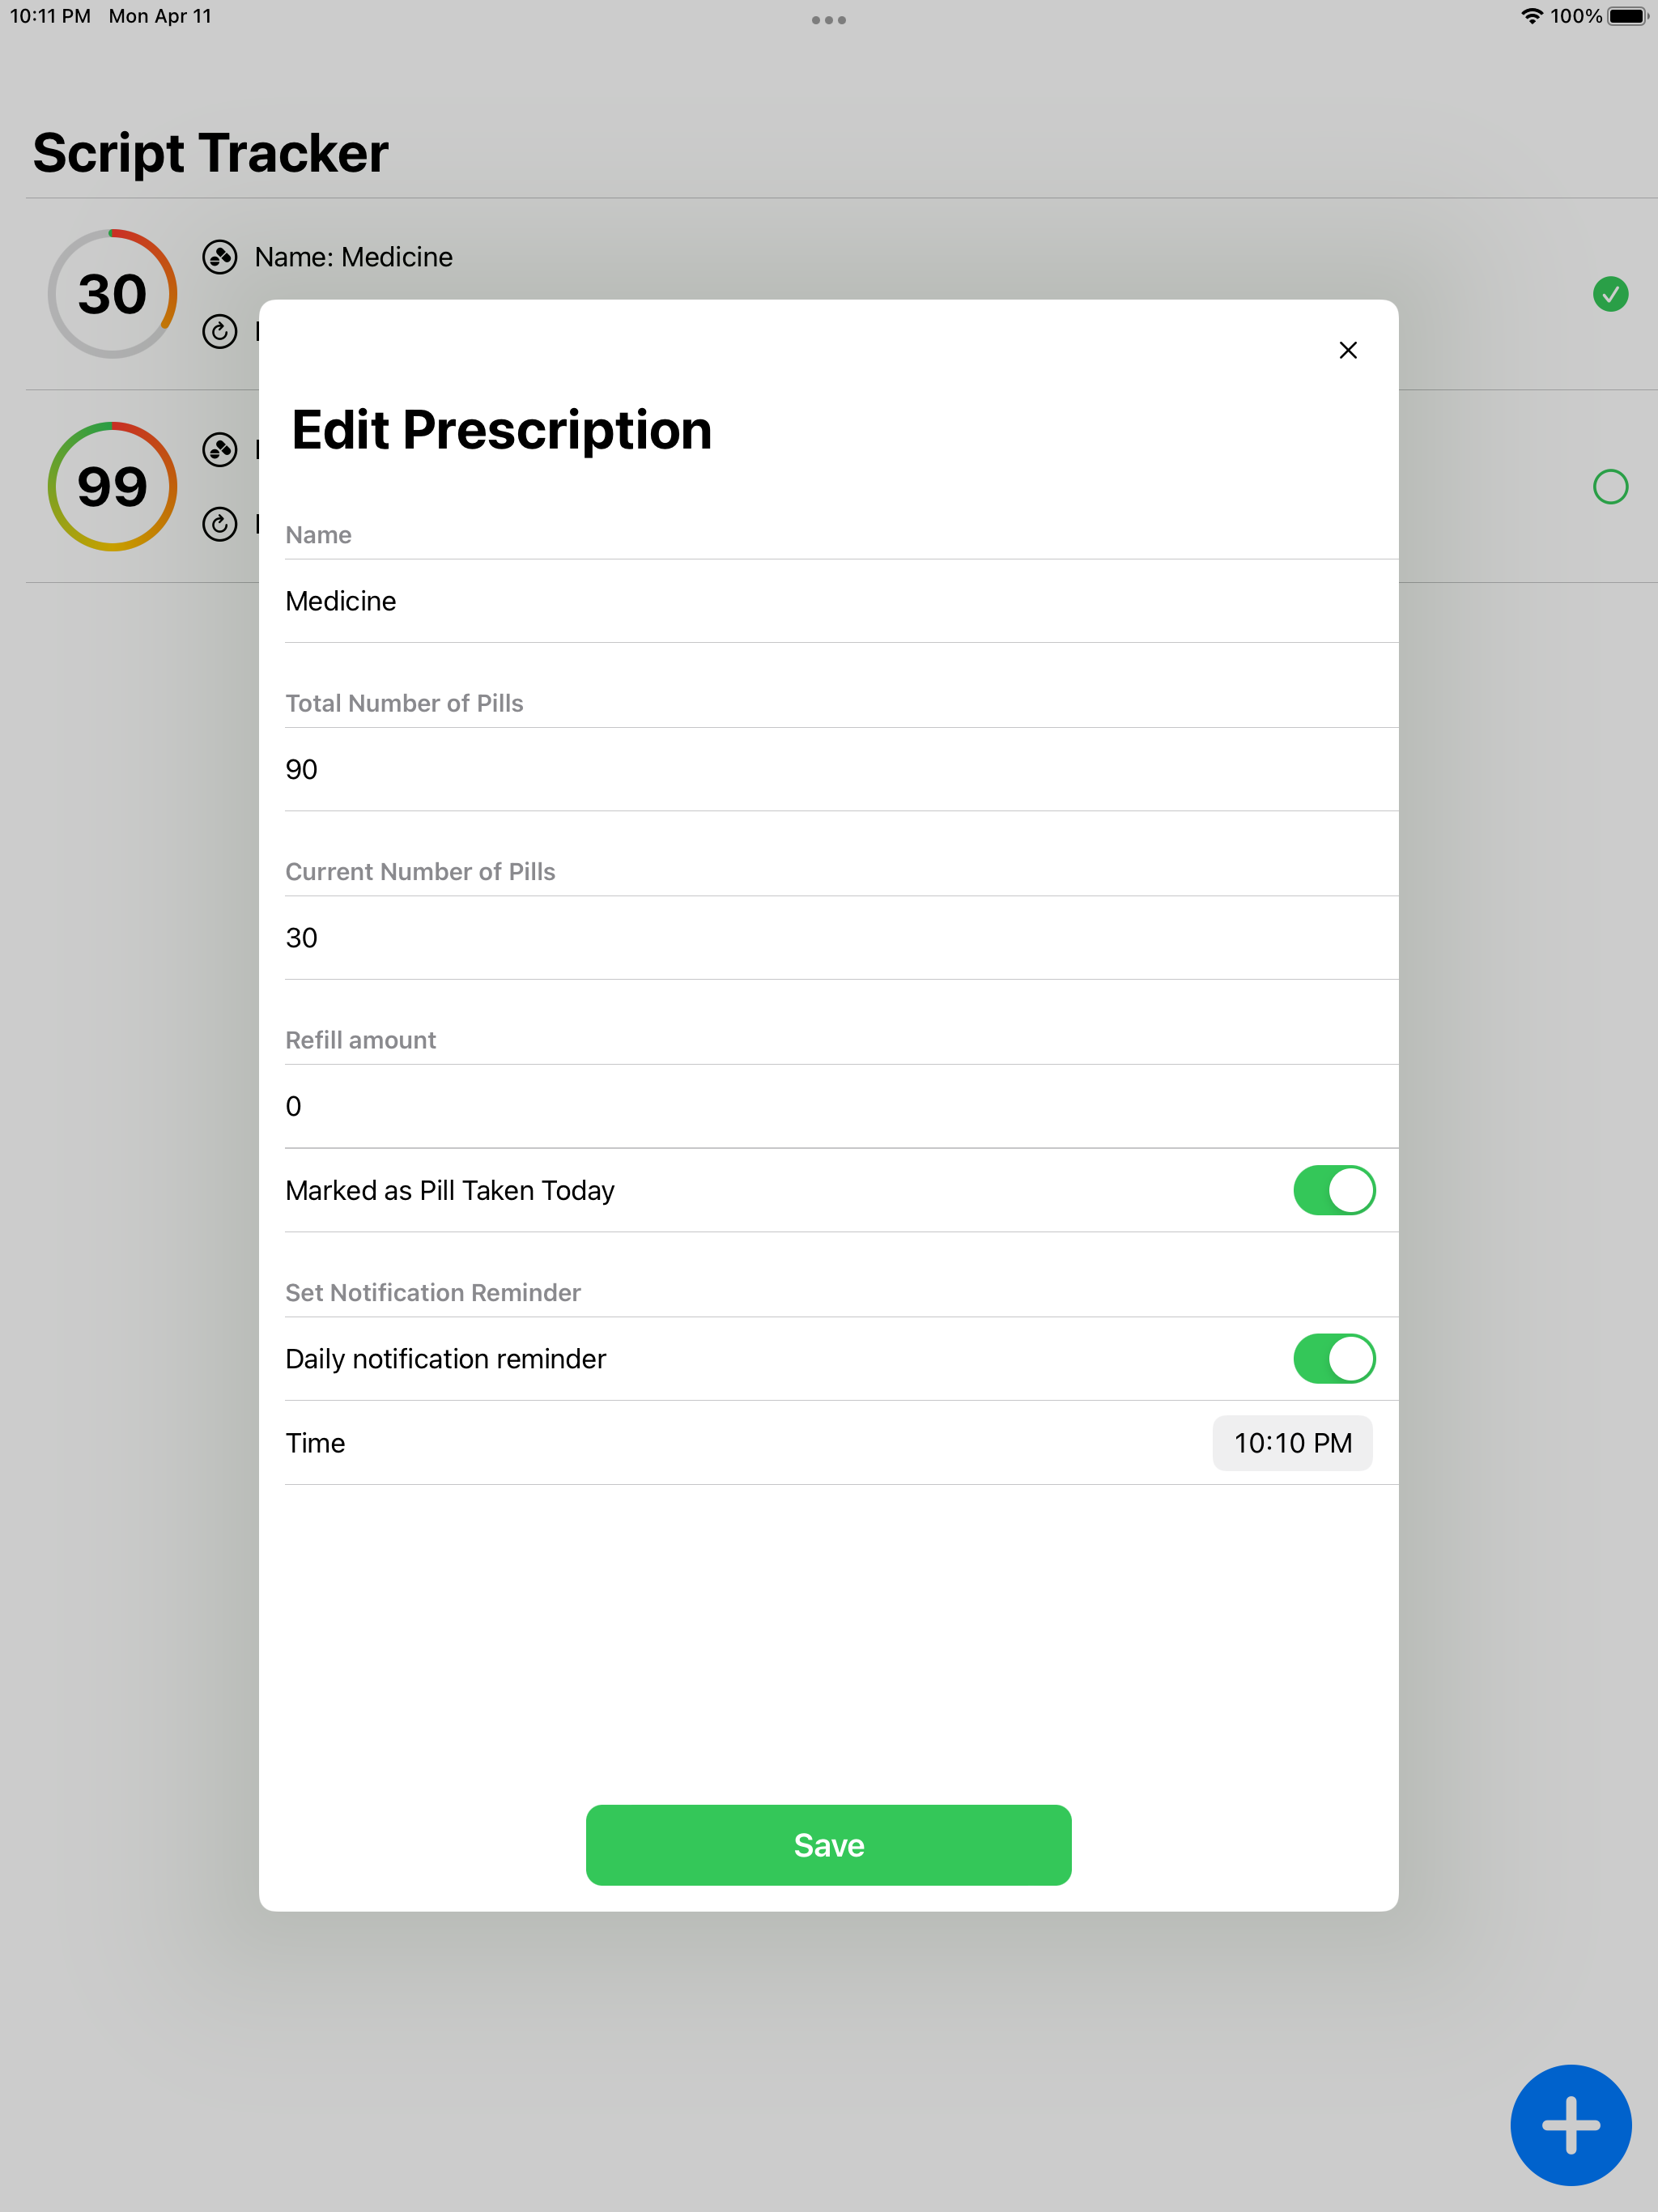 10:11 PM Mon Apr 11
100%
Script Tracker
30
Name: Medicine
99
Edit Prescription
Name
Medicine
Total Number of Pills
90
Current Number of Pills
30
Refill amount
0
Marked as Pill Taken Today
Set Notification Reminder
Daily notification reminder
Time
10:10 PM
Save